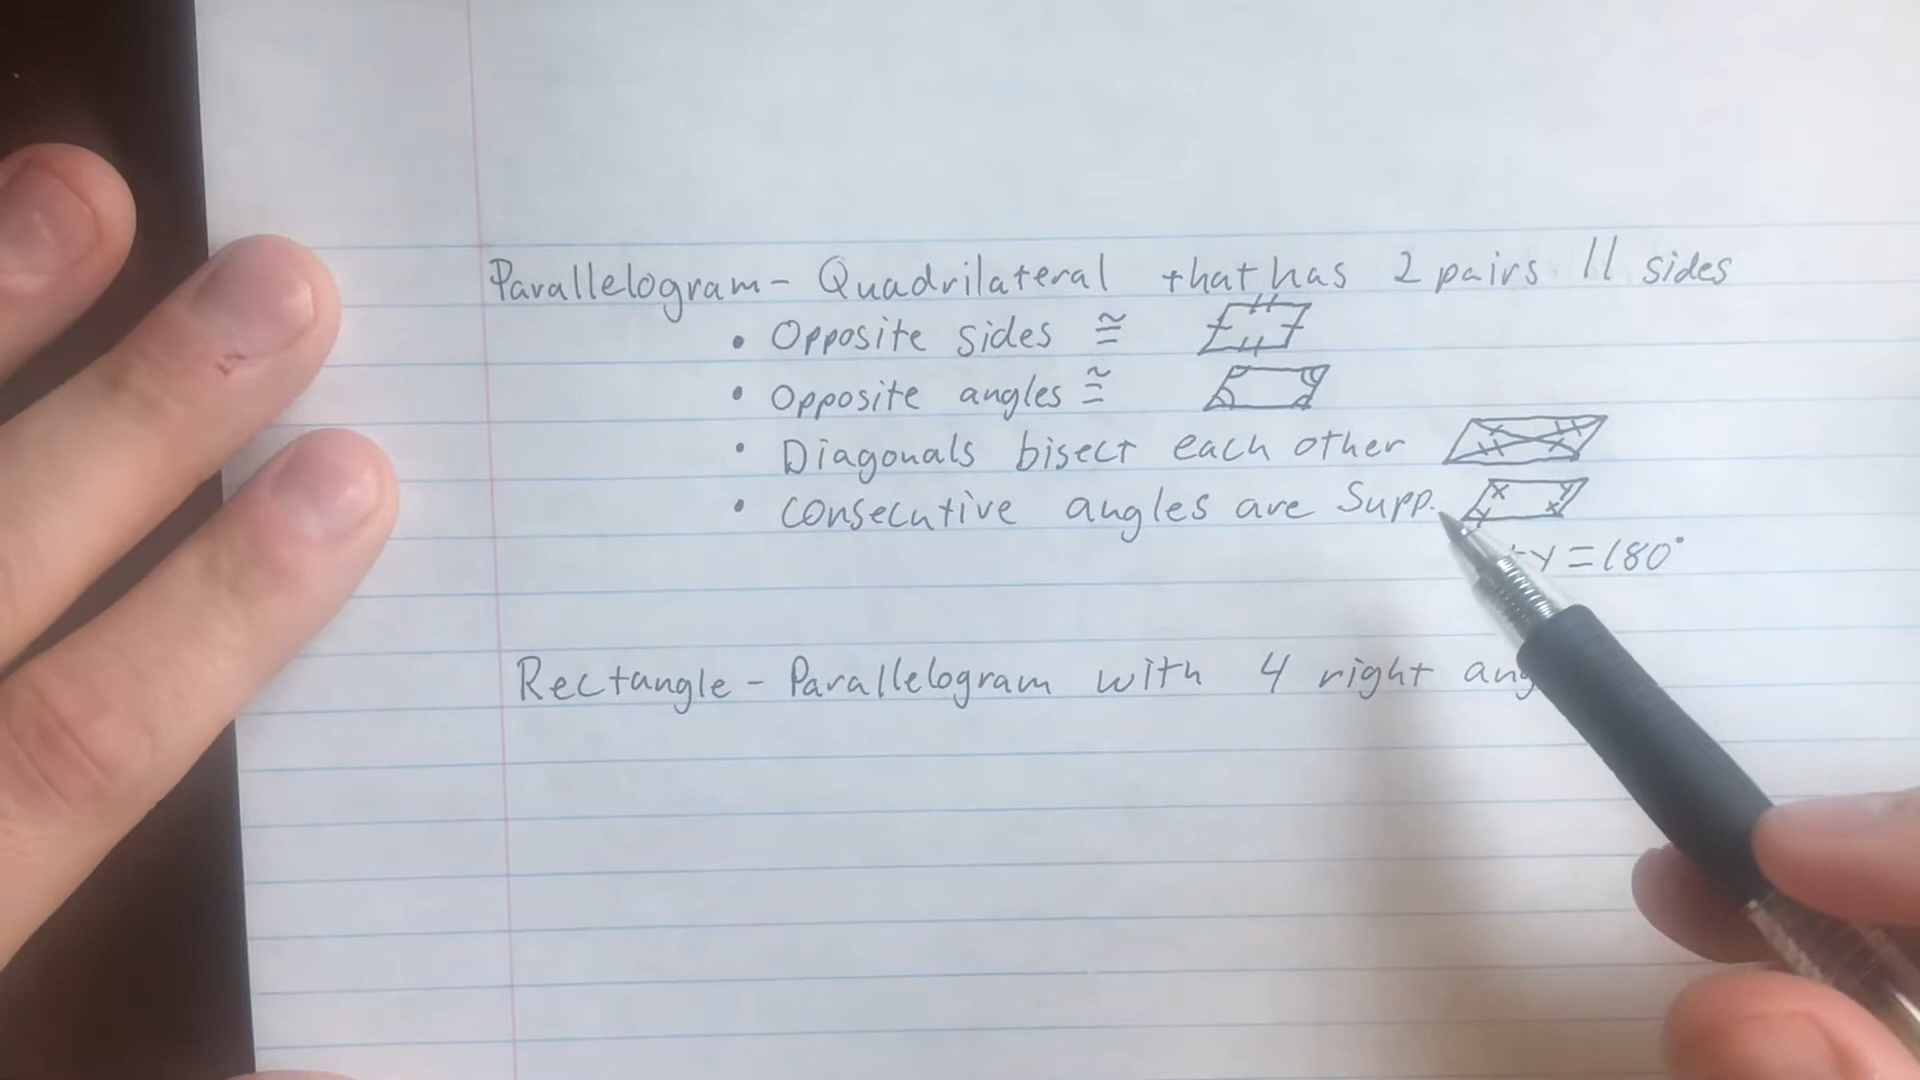 Parallelogram - Quadrilateral that has 2 pairs || sides
• Opposite sides ≅
• Opposite angles ≅
• Diagonals bisect each other
• Consecutive angles are Supp.
x y
y x
+y = 180°
Rectangle - Parallelogram with 4 right ang